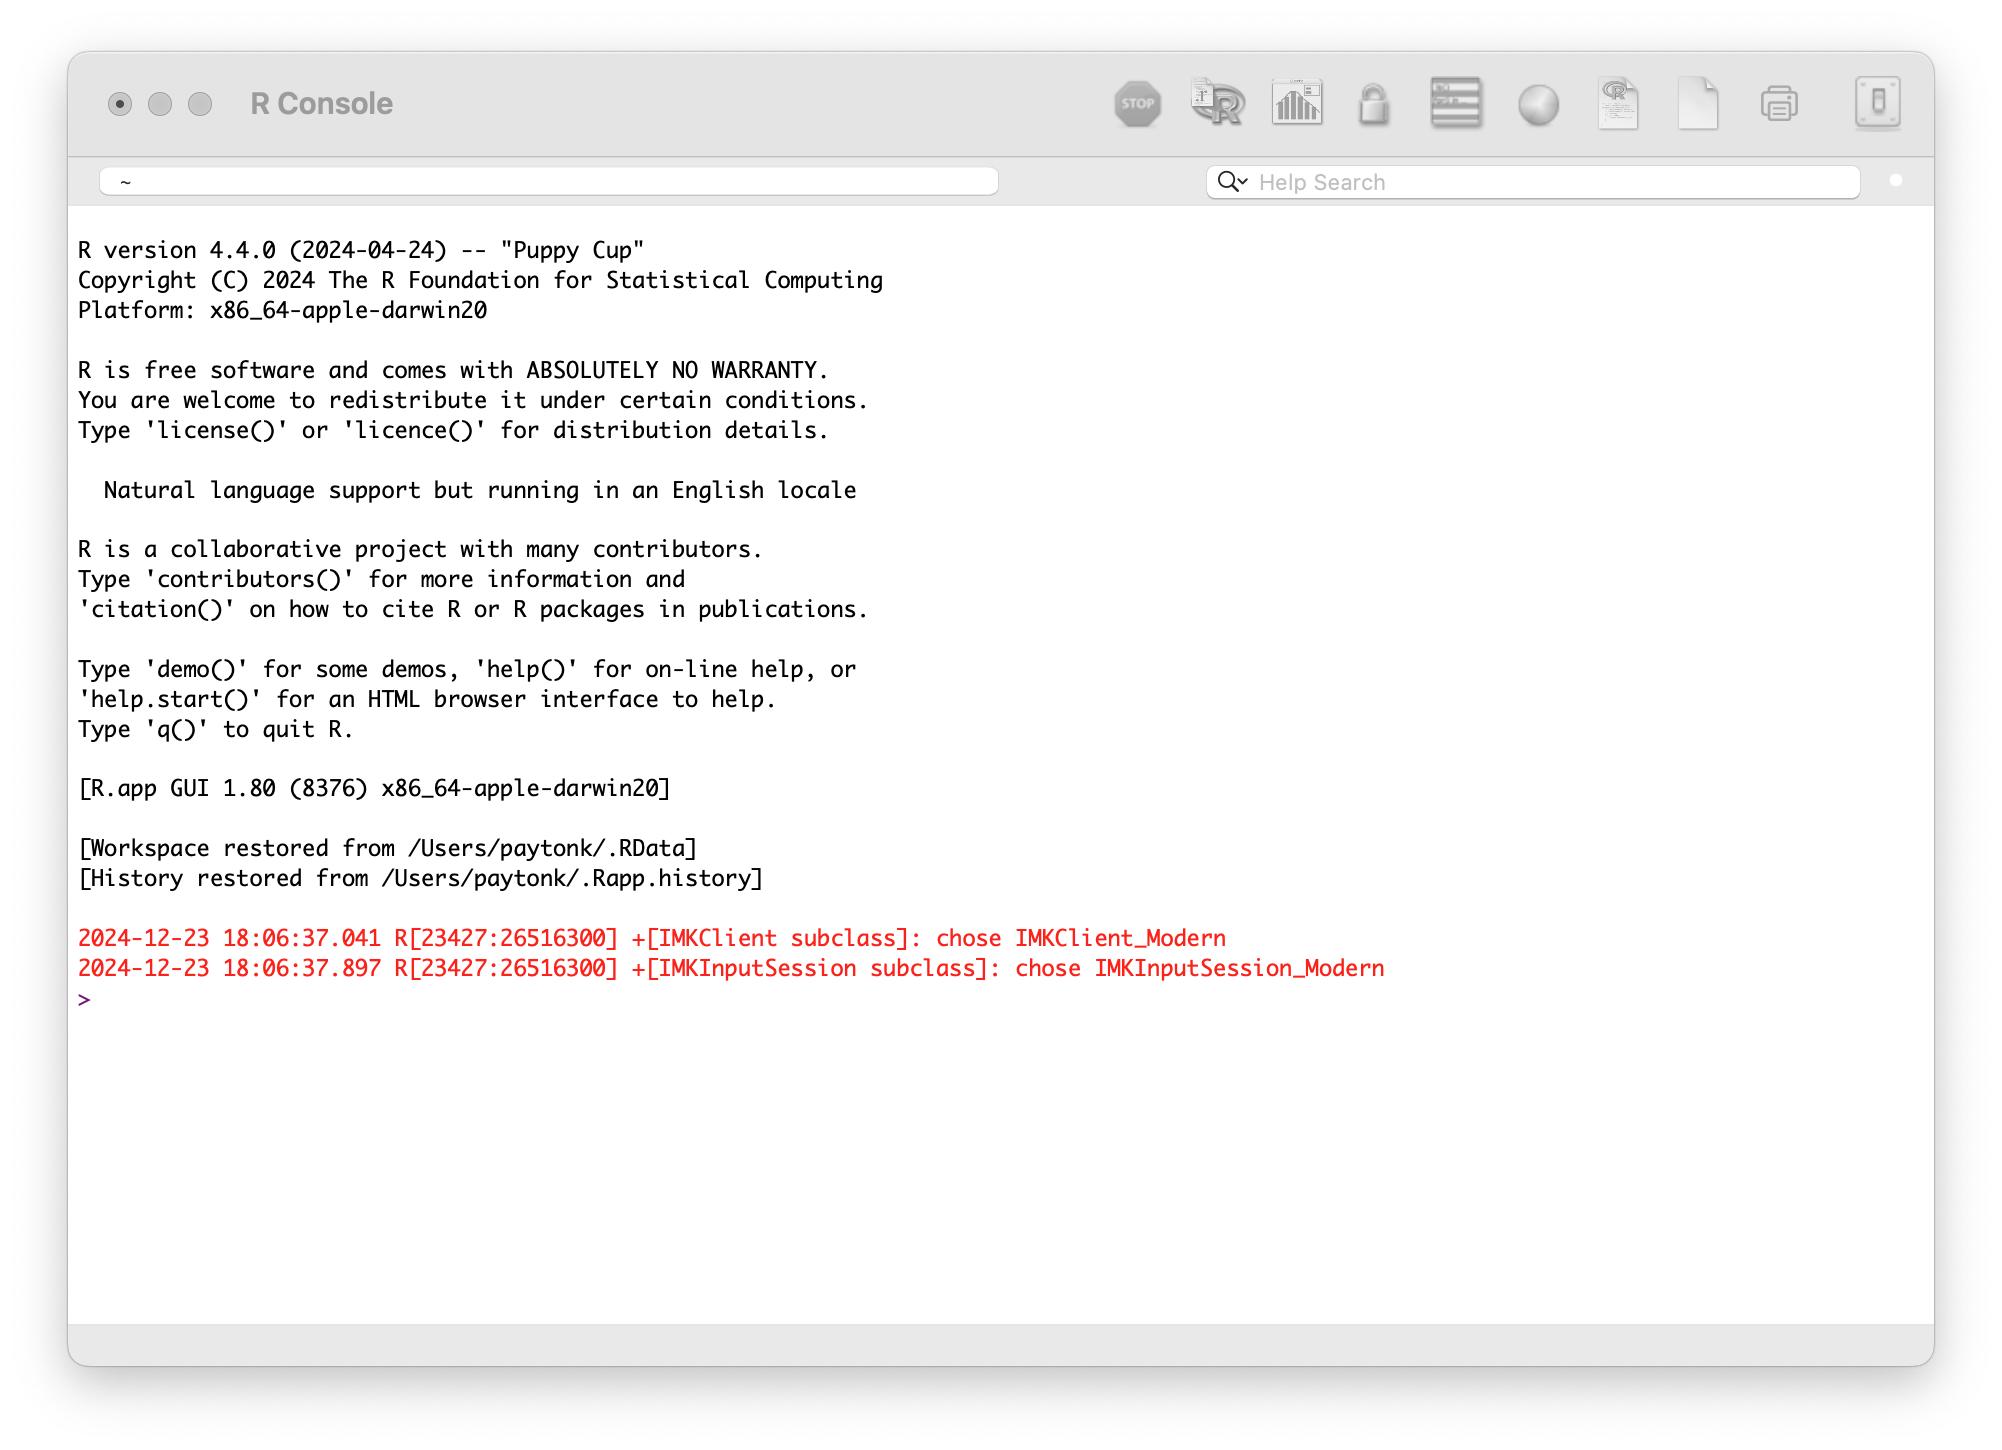 R Console
STOP
~
Help Search
R version 4.4.0 (2024-04-24) -- "Puppy Cup"
Copyright (C) 2024 The R Foundation for Statistical Computing
Platform: x86_64-apple-darwin20
R is free software and comes with ABSOLUTELY NO WARRANTY.
You are welcome to redistribute it under certain conditions.
Type 'license()' or 'licence()' for distribution details.
  Natural language support but running in an English locale
R is a collaborative project with many contributors.
Type 'contributors()' for more information and
'citation()' on how to cite R or R packages in publications.
Type 'demo()' for some demos, 'help()' for on-line help, or
'help.start()' for an HTML browser interface to help.
Type 'q()' to quit R.
[R.app GUI 1.80 (8376) x86_64-apple-darwin20]
[Workspace restored from /Users/paytonk/.RData]
[History restored from /Users/paytonk/.Rapp.history]
2024-12-23 18:06:37.041 R[23427:26516300] +[IMKClient subclass]: chose IMKClient_Modern
2024-12-23 18:06:37.897 R[23427:26516300] +[IMKInputSession subclass]: chose IMKInputSession_Modern
>